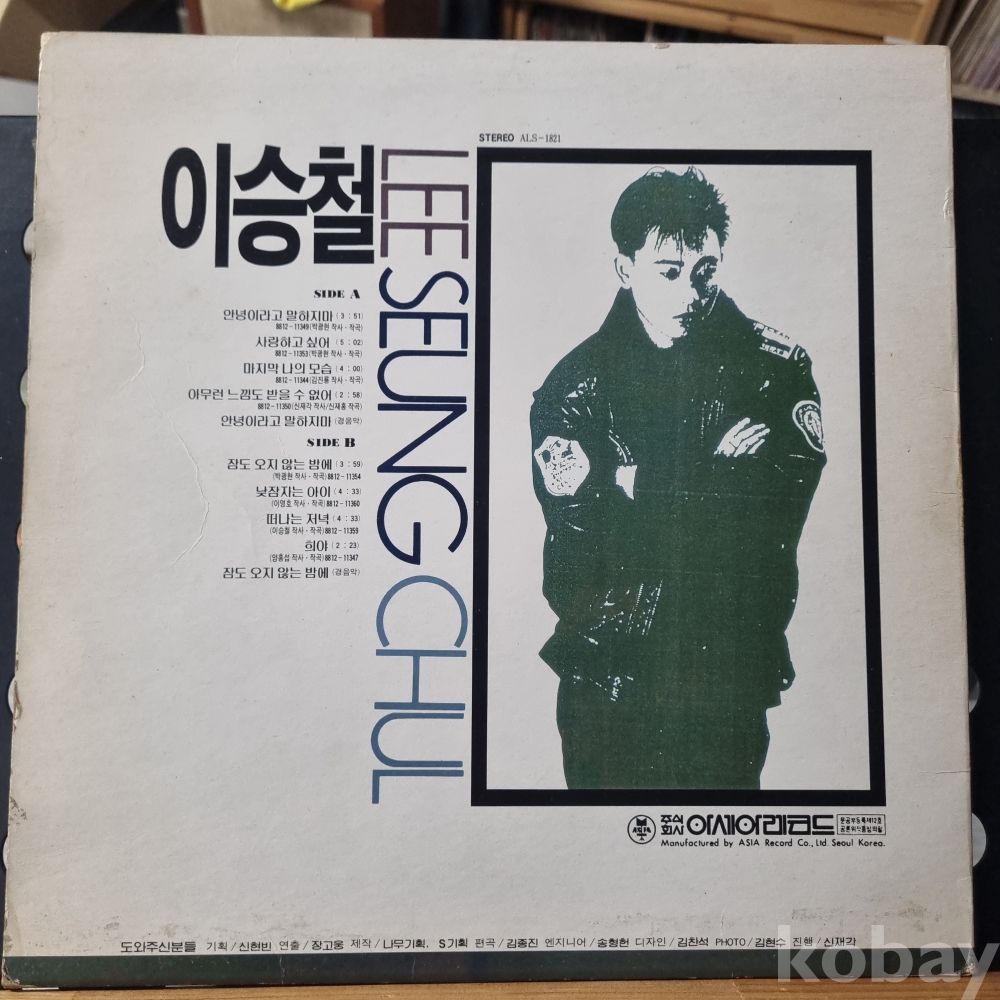 STEREO ALS-1821
이승철
LEE SEUNG CHUL
SIDE A
안녕이라고 말하지마 (3 : 51)
8812-11349(박광현 작사·작곡)
사랑하고 싶어 (5 : 02)
8812-11353(박광현 작사·작곡)
마지막 나의 모습 (4 : 00)
8812-11344(김진룡 작사·작곡)
아무런 느낌도 받을 수 없어 (2 : 58)
8812-11350(신재각 작사/신재홍 작곡)
안녕이라고 말하지마 (경음악)
SIDE B
잠도 오지 않는 밤에 (3 : 59)
(박광현 작사·작곡)8812-11354
낮잠자는 아이 (4 : 33)
(이영호 작사·작곡)8812-11360
떠나는 저녁 (4 : 33)
(이승철 작사·작곡)8812-11359
희야 (2 : 23)
(양홍섭 작사·작곡)8812-11347
잠도 오지 않는 밤에 (경음악)
주식회사 아세아레코드
Manufactured by ASIA Record Co., Ltd. Seoul Korea.
도와주신분들 기획/신현빈 연출/장고웅 제작/나무기획. S기획 편곡/김종진 엔지니어/송형헌 디자인/김찬석 PHOTO/김현수 진행/신재각
kobay